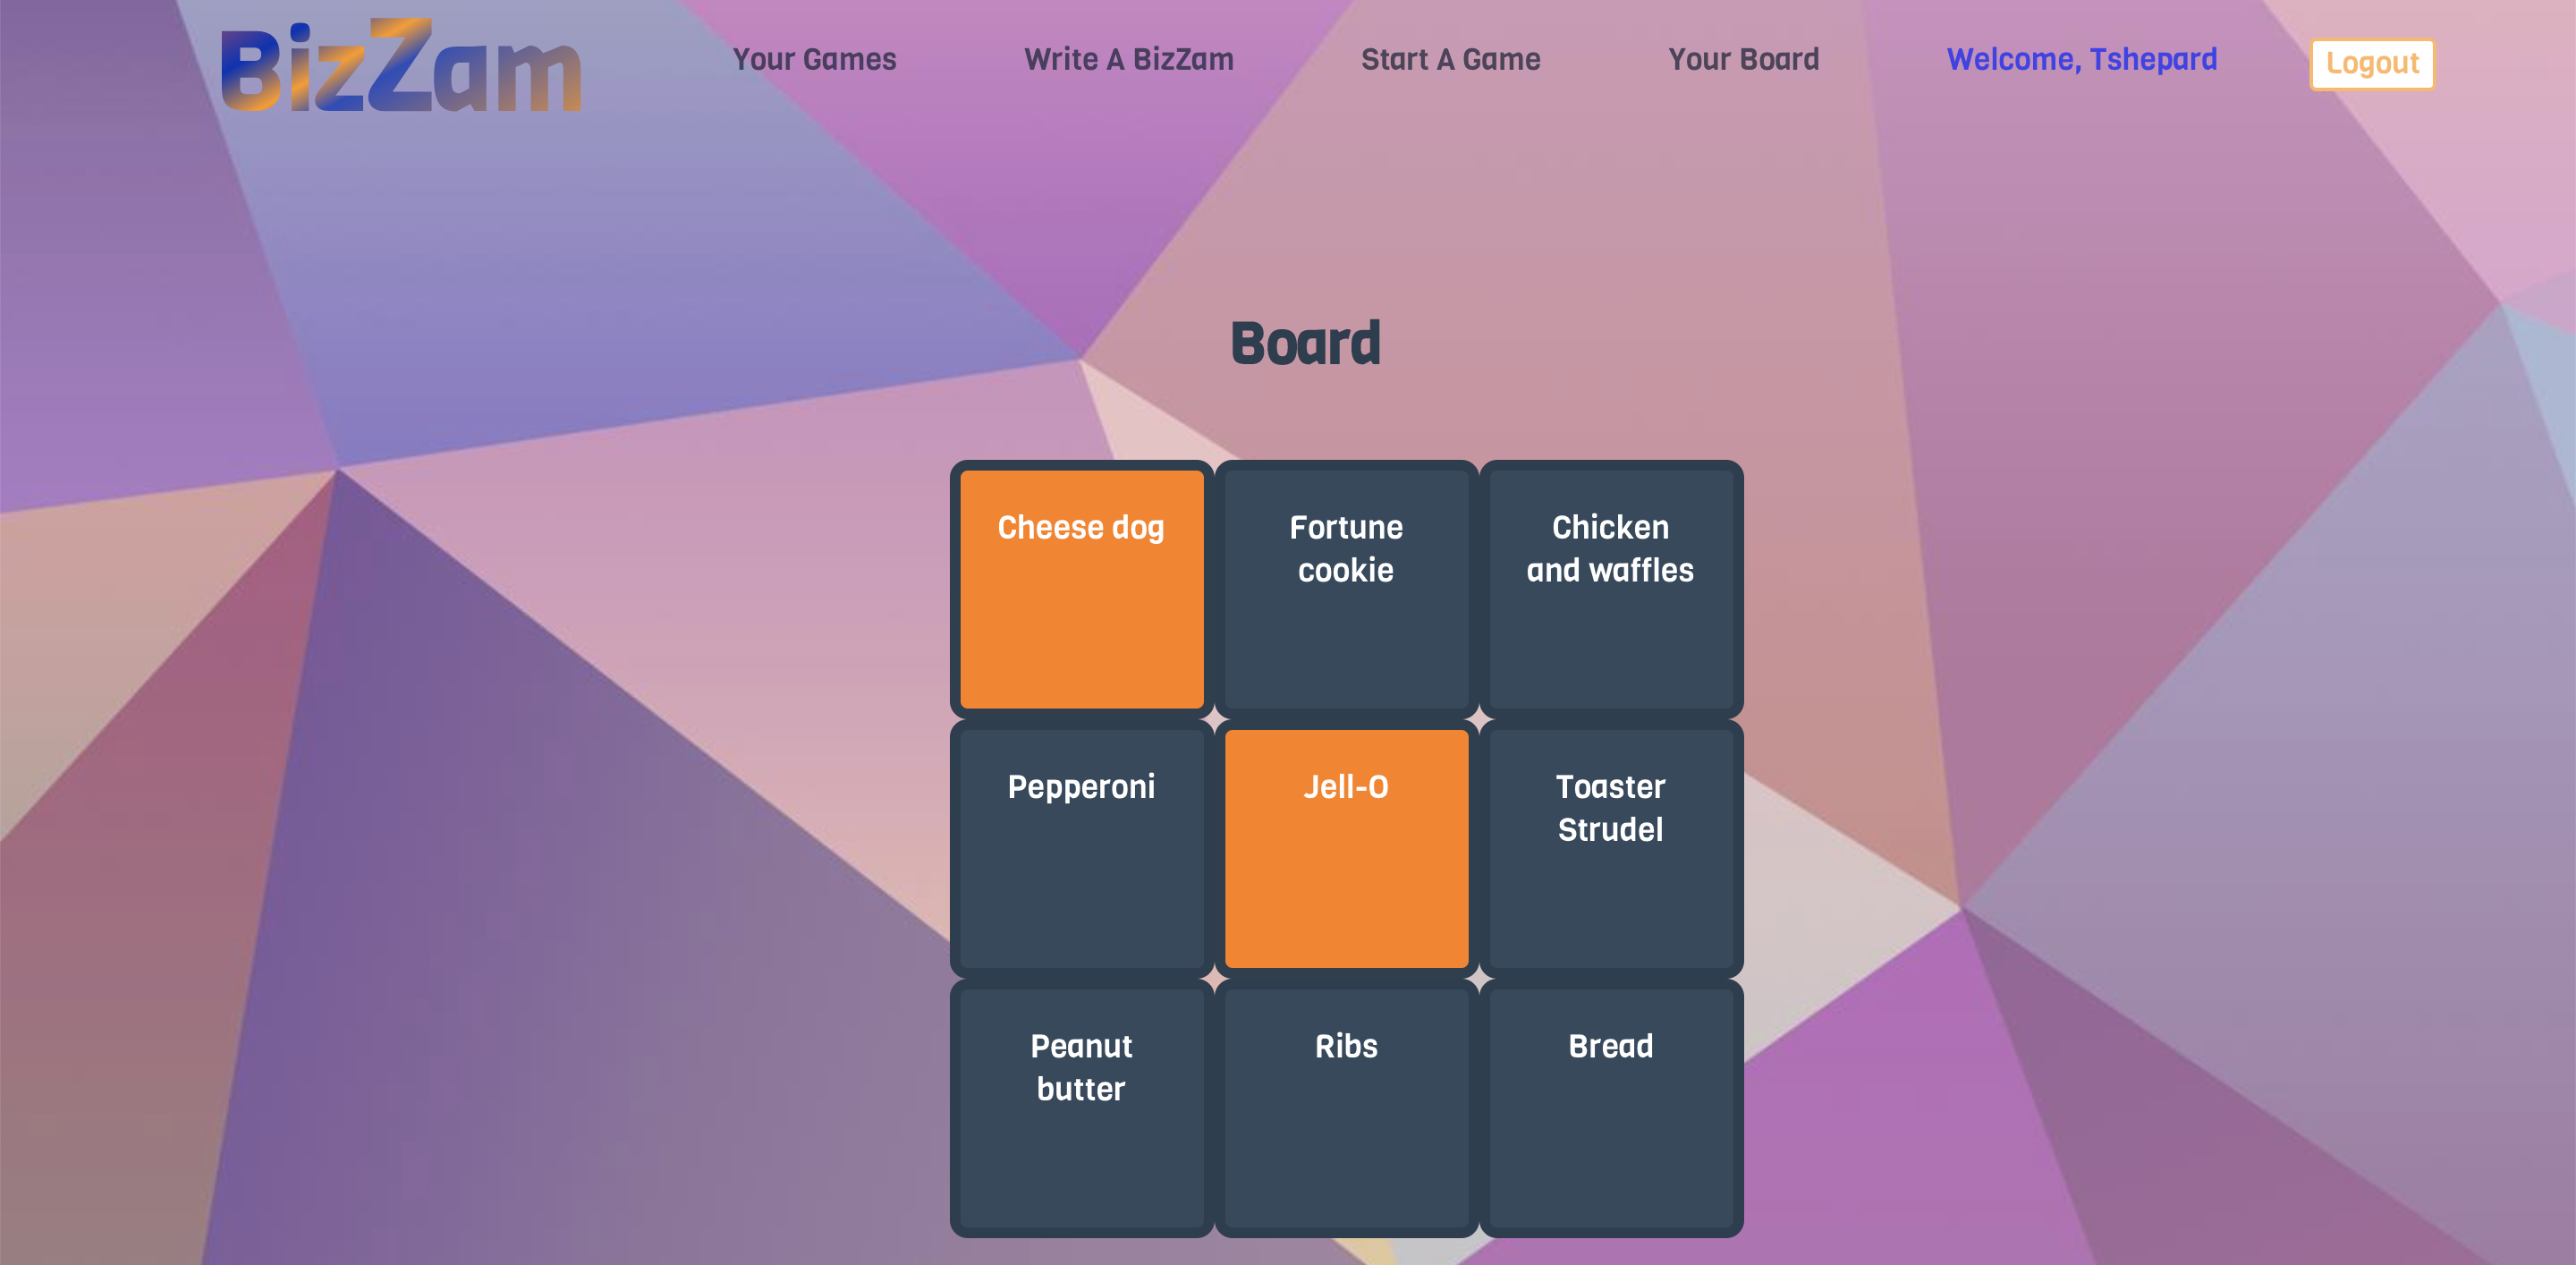 BizZam
Your Games
Write A BizZam
Start A Game
Your Board
Welcome, Tshepard
Logout
Board
Cheese dog
Fortune
cookie
Chicken
and waffles
Pepperoni
Jell-O
Toaster
Strudel
Peanut
butter
Ribs
Bread